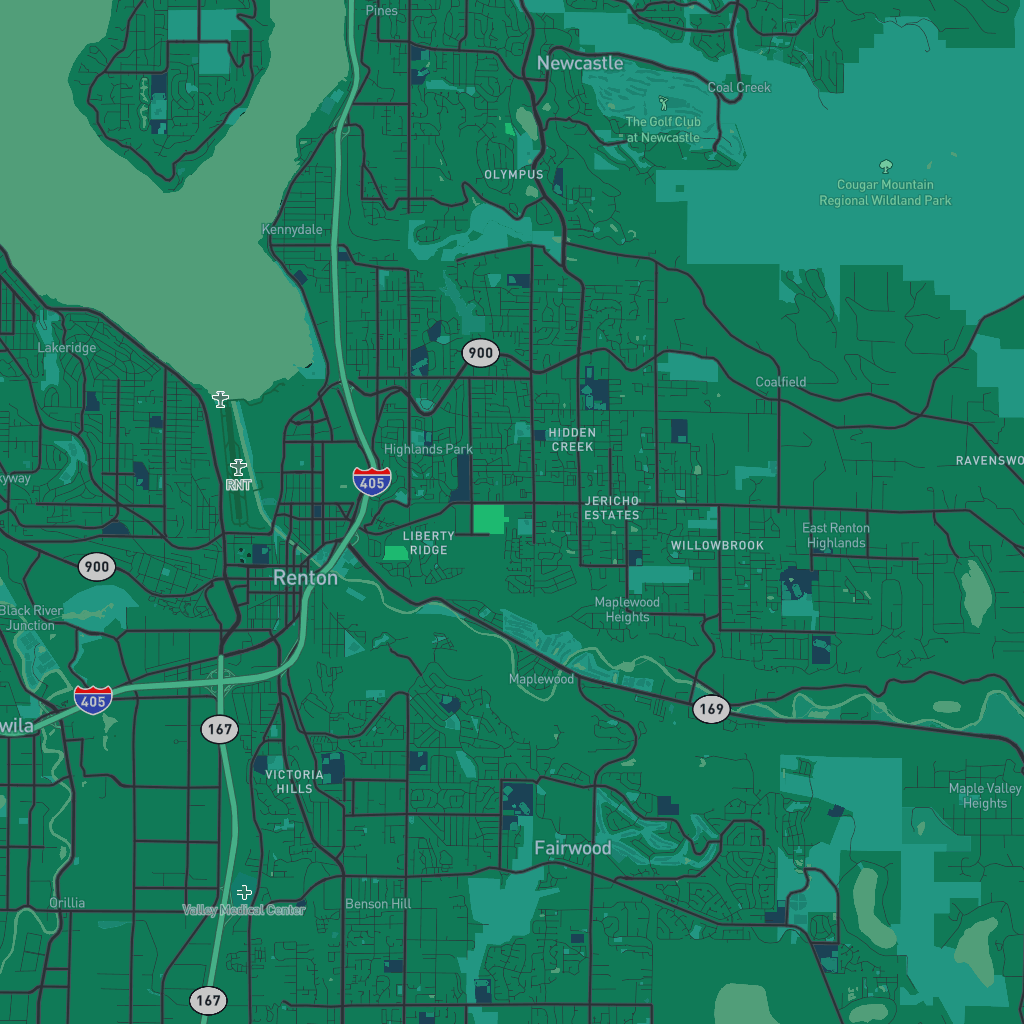 Pines
Newcastle
Coal Creek
The Golf Club
at Newcastle
OLYMPUS
Cougar Mountain
Regional Wildland Park
Kennydale
Lakeridge
900
Coalfield
HIDDEN
CREEK
Highlands Park
RAVENSWO
kyway
RNT
405
JERICHO
ESTATES
LIBERTY
RIDGE
WILLOWBROOK
East Renton
Highlands
900
Renton
Black River
Junction
Maplewood
Heights
Maplewood
405
169
wila
167
VICTORIA
HILLS
Maple Valley
Heights
Fairwood
Orillia
Valley Medical Center
Benson Hill
167